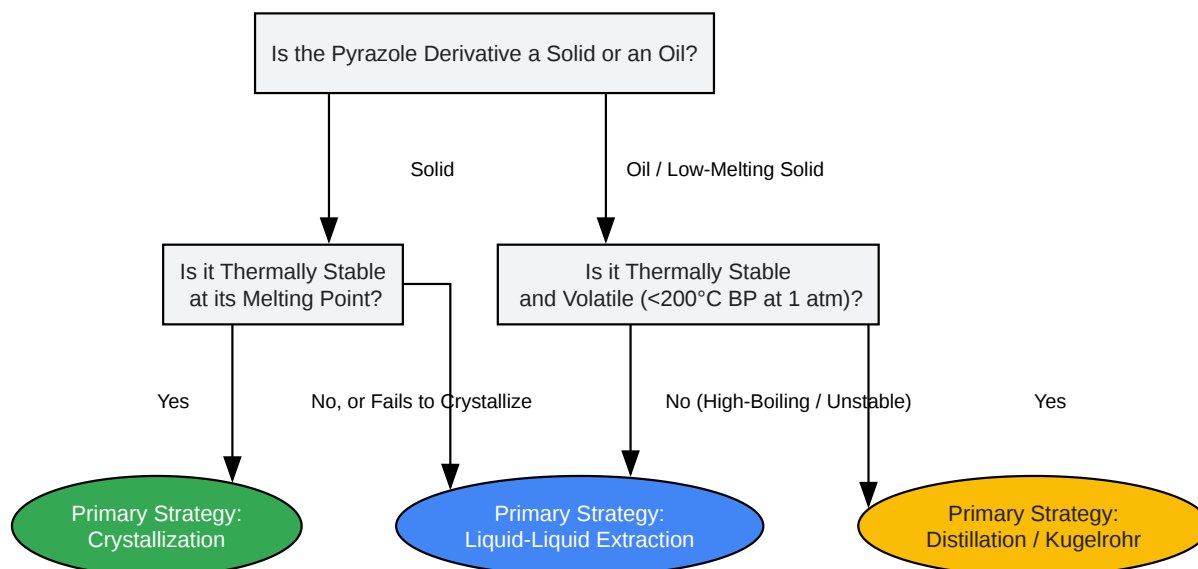 Is the Pyrazole Derivative a Solid or an Oil?
Solid
Oil / Low-Melting Solid
Is it Thermally Stable
at its Melting Point?
Is it Thermally Stable
and Volatile (<200°C BP at 1 atm)?
Yes
No, or Fails to Crystallize
No (High-Boiling / Unstable)
Yes
Primary Strategy:
Crystallization
Primary Strategy:
Liquid-Liquid Extraction
Primary Strategy:
Distillation / Kugelrohr